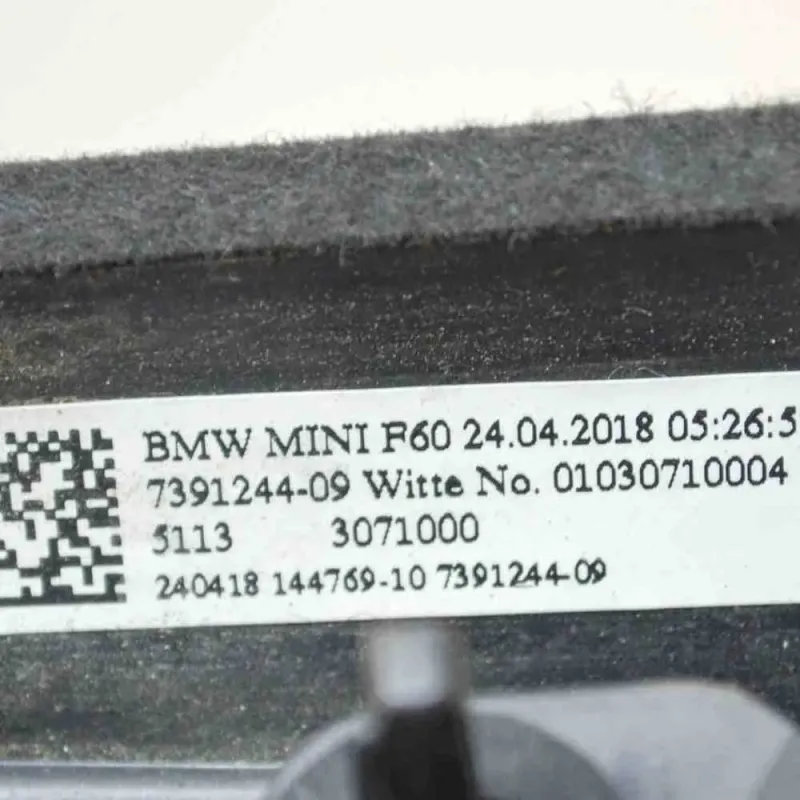 BMW MINI F60 24.04.2018 05:26:5
7391244-09 Witte No. 01030710004
5113 3071000
240418 144769-10 7391244-09